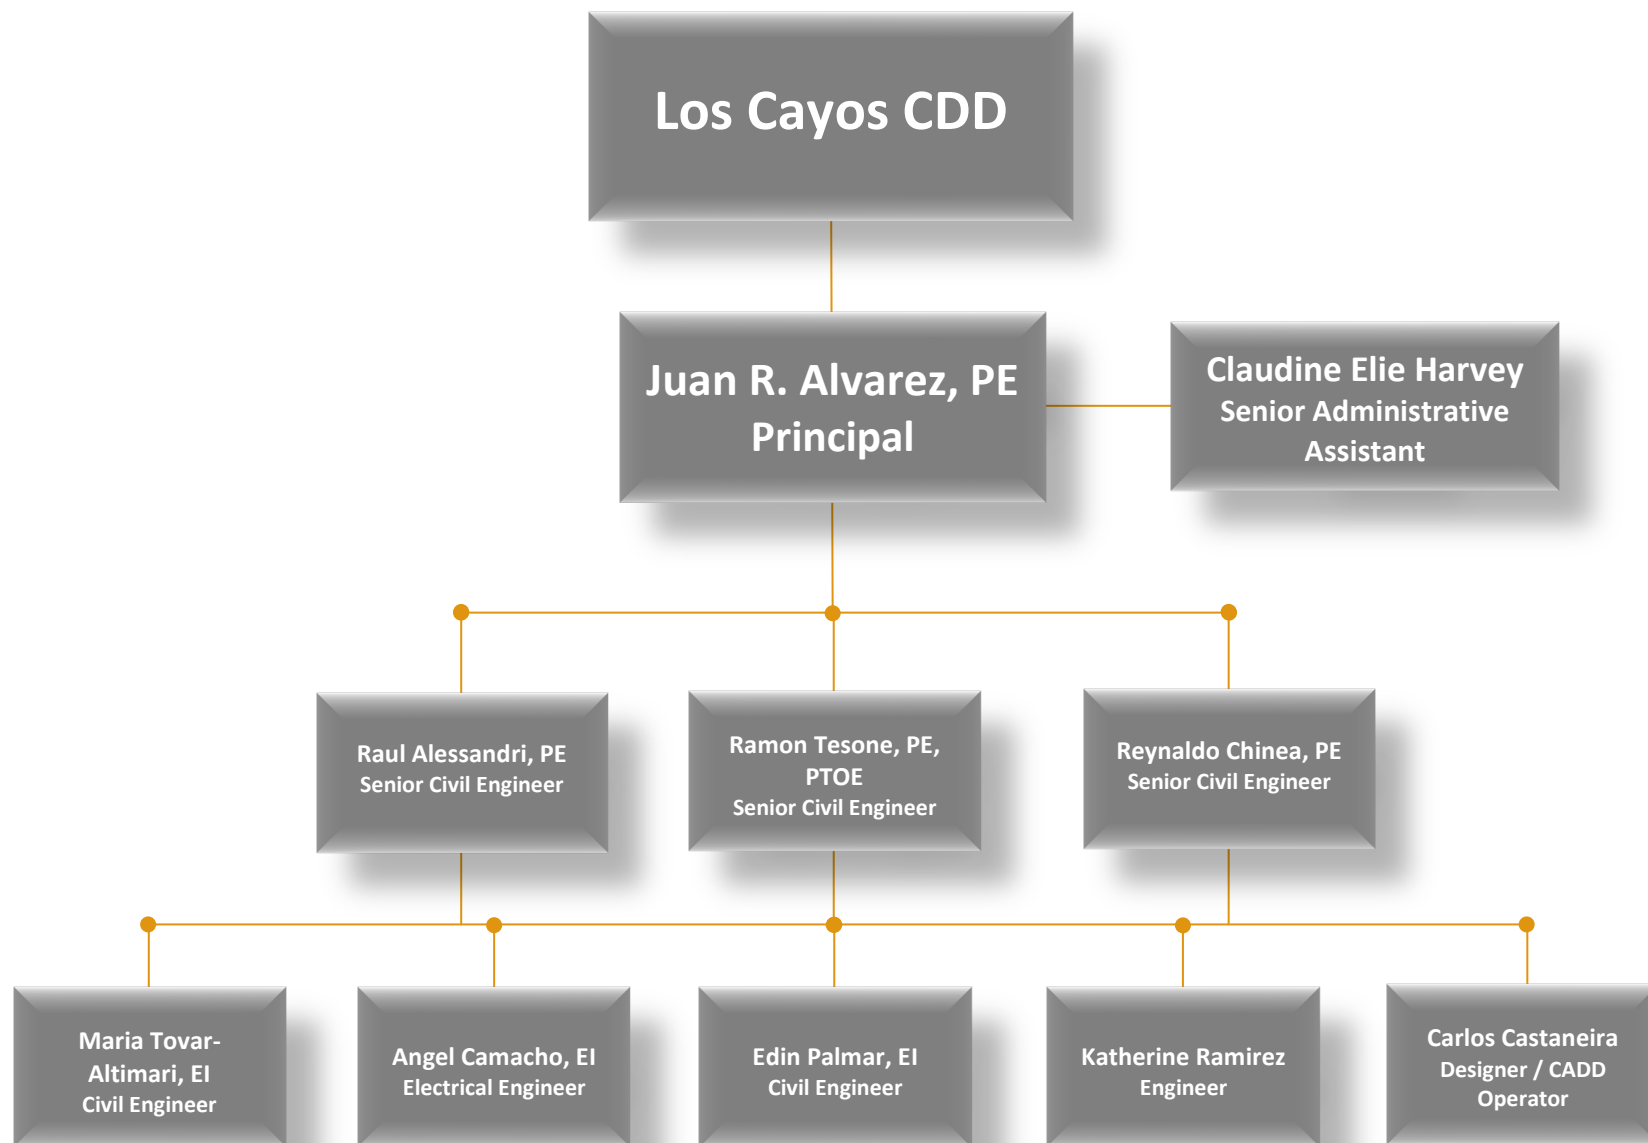 Los Cayos CDD
Juan R. Alvarez, PE
Principal
Claudine Elie Harvey
Senior Administrative
Assistant
Raul Alessandri, PE
Senior Civil Engineer
Ramon Tesone, PE,
PTOE
Senior Civil Engineer
Reynaldo Chinea, PE
Senior Civil Engineer
Maria Tovar-
Altimari, EI
Civil Engineer
Angel Camacho, EI
Electrical Engineer
Edin Palmar, EI
Civil Engineer
Katherine Ramirez
Engineer
Carlos Castaneira
Designer / CADD
Operator